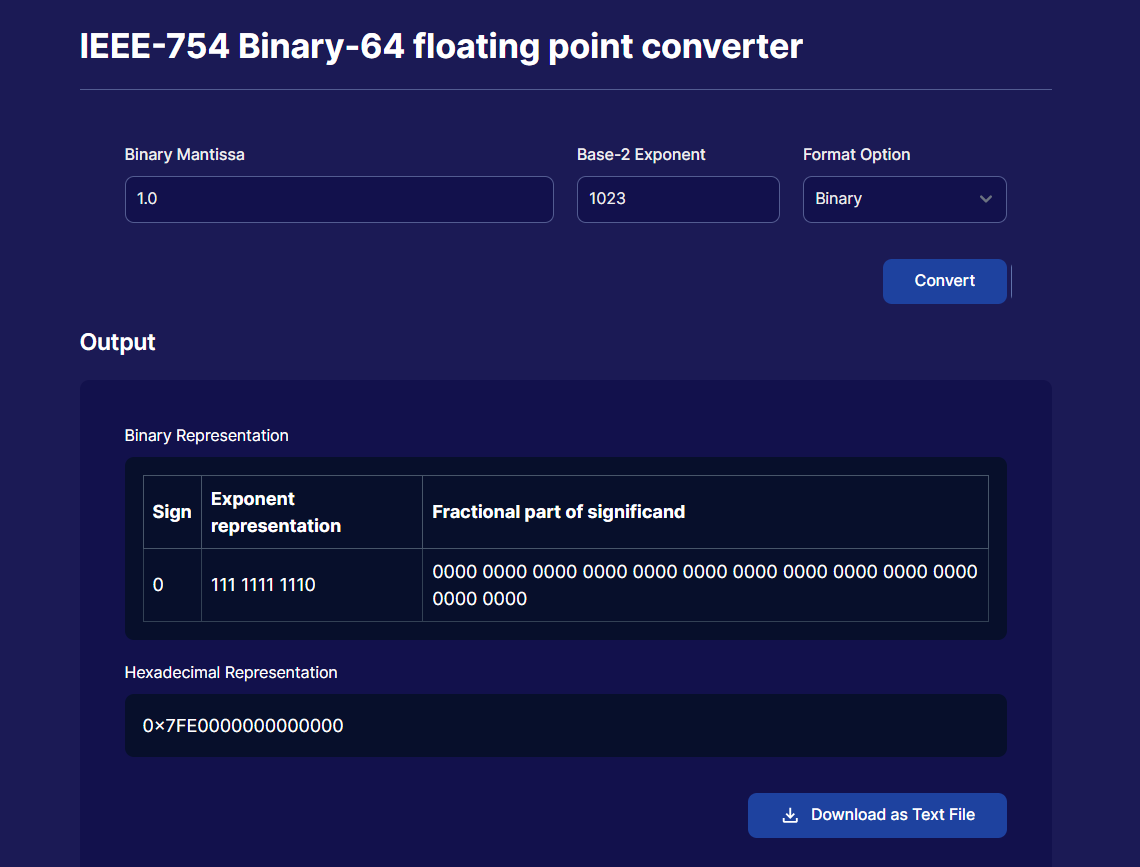 IEEE-754 Binary-64 floating point converter
Binary Mantissa
Base-2 Exponent
Format Option
1.0
1023
Binary
Convert
Output
Binary Representation
Sign
Exponent
representation
Fractional part of significand
0
111 1111 1110
0000 0000 0000 0000 0000 0000 0000 0000 0000 0000 0000
0000 0000
Hexadecimal Representation
0×7FE0000000000000
Download as Text File